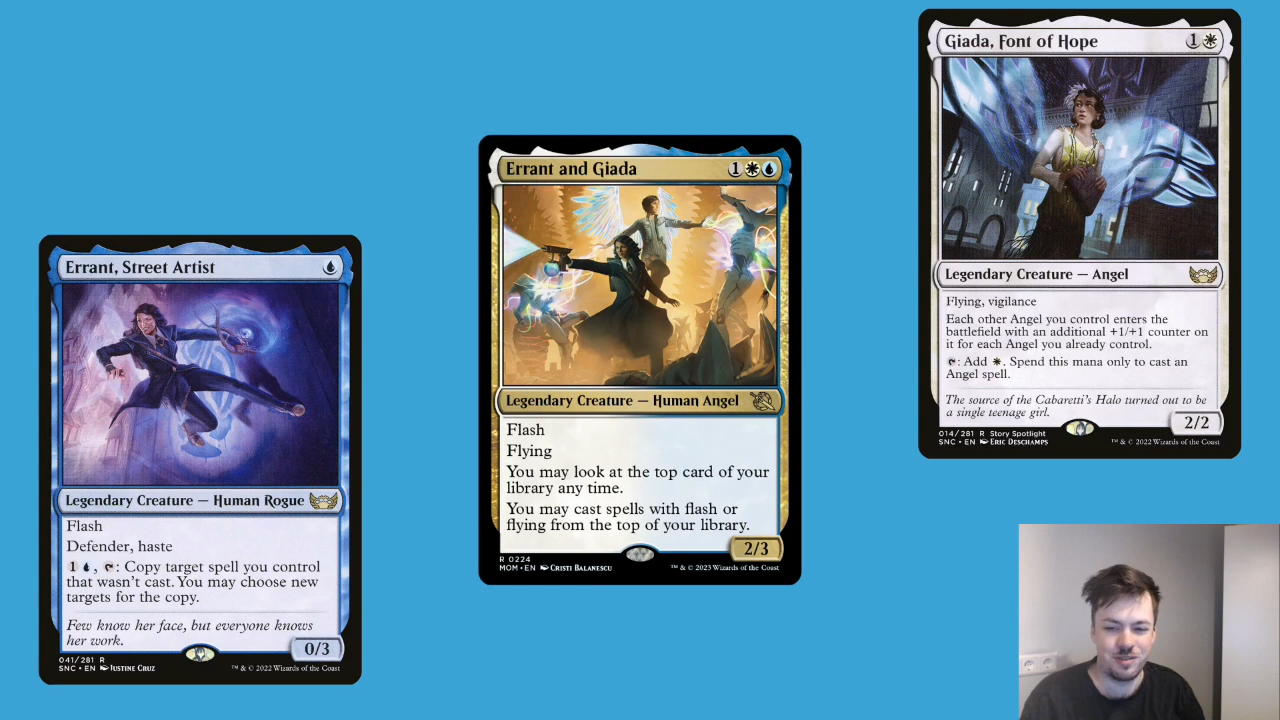 Errant, Street Artist
Legendary Creature — Human Rogue
Flash
Defender, haste
1 , : Copy target spell you control
that wasn't cast. You may choose new
targets for the copy.
Few know her face, but everyone knows
her work.
0/3
041/281 R
SNC • EN JUSTINE CRUZ
™ & © 2022 Wizards of the Coast
Errant and Giada 1
Legendary Creature — Human Angel
Flash
Flying
You may look at the top card of your
library any time.
You may cast spells with flash or
flying from the top of your library.
2/3
R 0224
MOM • EN CRISTI BALANESCU
™ & © 2023 Wizards of the Coast
Giada, Font of Hope 1
Legendary Creature — Angel
Flying, vigilance
Each other Angel you control enters the
battlefield with an additional +1/+1 counter on
it for each Angel you already control.
: Add . Spend this mana only to cast an
Angel spell.
The source of the Cabaretti's Halo turned out to be
a single teenage girl.
2/2
014/281 R Story Spotlight
SNC • EN ERIC DESCHAMPS
™ & © 2022 Wizards of the Coast